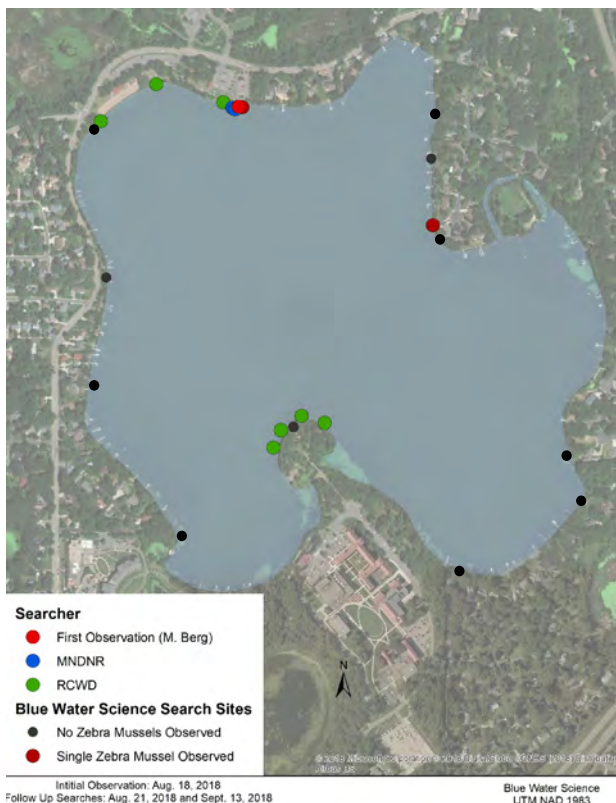 N
Searcher
First Observation (M. Berg)
MNDNR
RCWD
Blue Water Science Search Sites
No Zebra Mussels Observed
Single Zebra Mussel Observed
Intitial Observation: Aug. 18, 2018
Follow Up Searches: Aug. 21, 2018 and Sept. 13, 2018
Blue Water Science
UTM NAD 1983